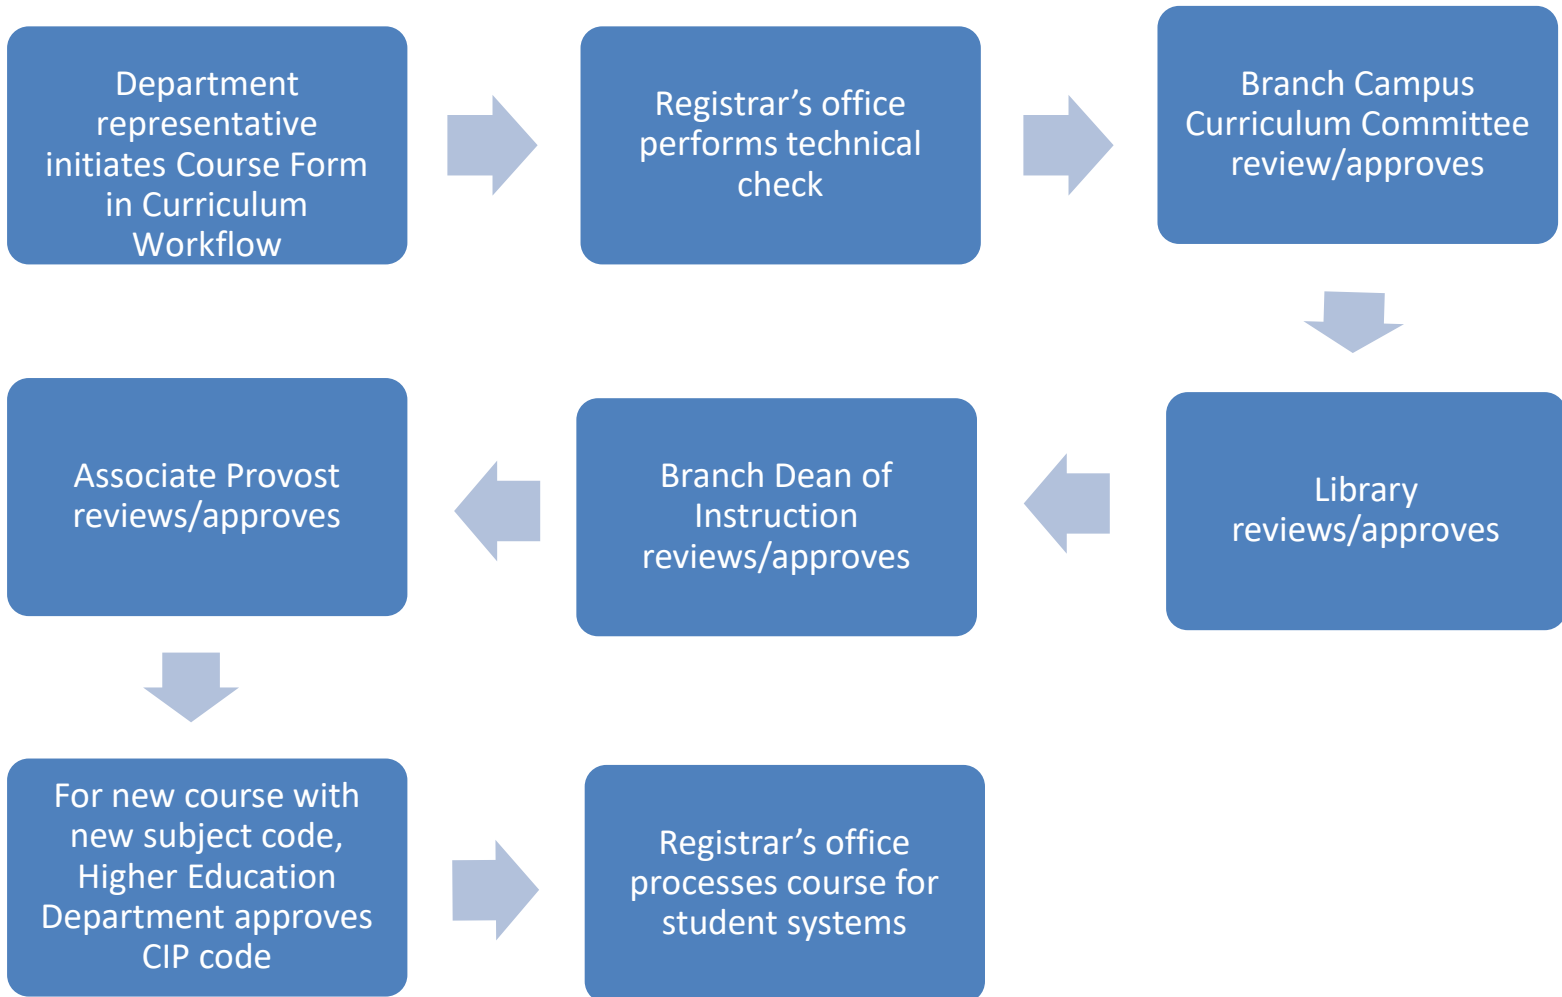 Department
representative
initiates Course Form
in Curriculum
Workflow
Registrar’s office
performs technical
check
Branch Campus
Curriculum Committee
review/approves
Library
reviews/approves
Branch Dean of
Instruction
reviews/approves
Associate Provost
reviews/approves
For new course with
new subject code,
Higher Education
Department approves
CIP code
Registrar’s office
processes course for
student systems